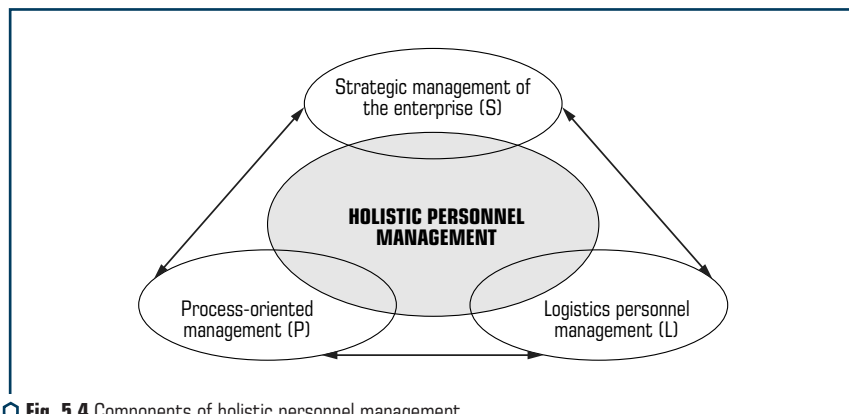 Strategic management of
the enterprise (S)
HOLISTIC PERSONNEL
MANAGEMENT
Process-oriented
management (P)
Logistics personnel
management (L)
Fig. 5.4 Components of holistic personnel management